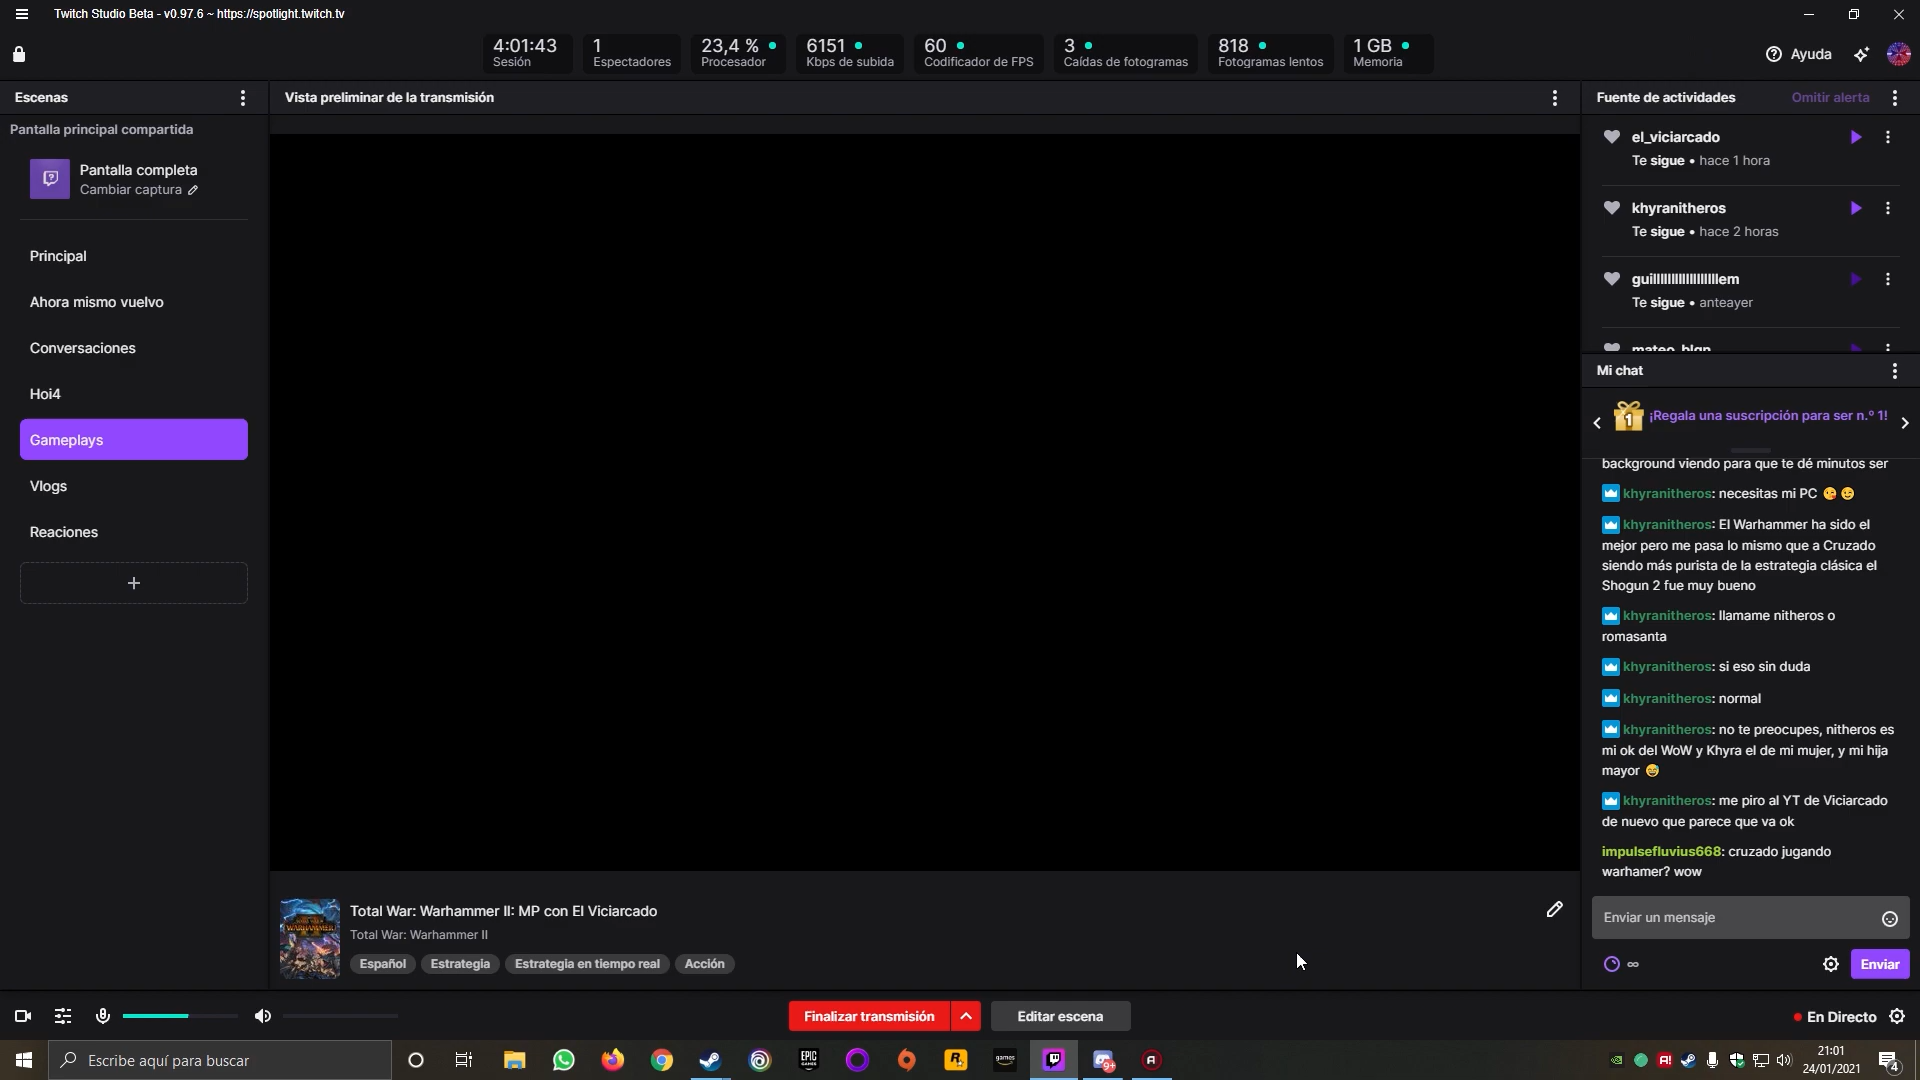 Twitch Studio Beta - v0.97.6 ~ https://spotlight.twitch.tv
4:01:43
Sesión
1
Espectadores
23,4 %
Procesador
6151
Kbps de subida
60
Codificador de FPS
3
Caídas de fotogramas
818
Fotogramas lentos
1 GB
Memoria
Ayuda
Escenas
Pantalla principal compartida
Pantalla completa
Cambiar captura
Principal
Ahora mismo vuelvo
Conversaciones
Hoi4
Gameplays
Vlogs
Reaciones
+
Vista preliminar de la transmisión
Total War: Warhammer II: MP con El Viciarcado
Total War: Warhammer II
Español
Estrategia
Estrategia en tiempo real
Acción
Fuente de actividades
Omitir alerta
el_viciarcado
Te sigue • hace 1 hora
khyranitheros
Te sigue • hace 2 horas
Te sigue • anteayer
Mi chat
1
¡Regala una suscripción para ser n.º 1!
background viendo para que te dé minutos ser
khyranitheros: necesitas mi PC 😘 😉
khyranitheros: El Warhammer ha sido el
mejor pero me pasa lo mismo que a Cruzado
siendo más purista de la estrategia clásica el
Shogun 2 fue muy bueno
khyranitheros: llamame nitheros o
romasanta
khyranitheros: si eso sin duda
khyranitheros: normal
khyranitheros: no te preocupes, nitheros es
mi ok del WoW y Khyra el de mi mujer, y mi hija
mayor 😅
khyranitheros: me piro al YT de Viciarcado
de nuevo que parece que va ok
impulsefluvius668: cruzado jugando
warhamer? wow
Enviar un mensaje
∞
Enviar
Finalizar transmisión
Editar escena
En Directo
Escribe aquí para buscar
EPIC
GAMES
R
games
9+
21:01
24/01/2021
4